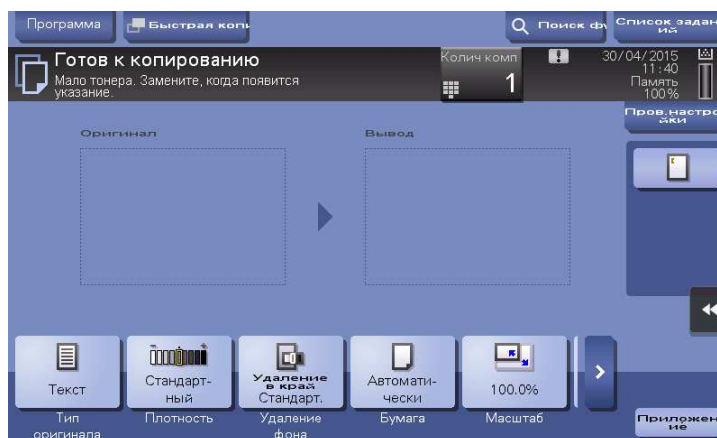 Программа
Быстрая копи
Поиск фу
Список задан
ий
Готов к копированию
Мало тонера. Замените, когда появится
указание.
Колич комп
1
30/04/2015
11:40
Память
100%
Пров.настро
йки
Оригинал
Вывод
Текст
Стандарт-
ный
Удаление
в край
Стандарт.
Автомати-
чески
100.0%
Тип
оригинала
Плотность
Удаление
фона
Бумага
Масштаб
Приложен
ие